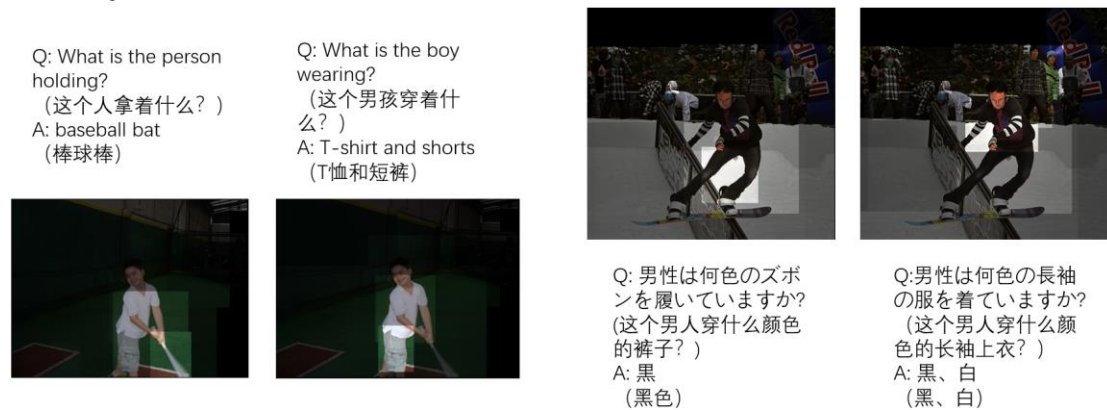 Q: What is the person
holding?
（这个人拿着什么？）
A: baseball bat
（棒球棒）
Q: What is the boy
wearing?
（这个男孩穿着什
么？）
A: T-shirt and shorts
（T恤和短裤）
Red Bull
Red Bull
Q: 男性は何色のズボ
ンを履いていますか?
(这个男人穿什么颜色
的裤子？)
A: 黒
（黑色）
Q:男性は何色の長袖
の服を着ていますか?
（这个男人穿什么颜
色的长袖上衣？）
A: 黒、白
（黑、白）